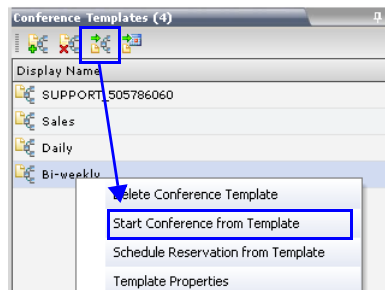 Conference Templates (4)
Display Name
SUPPORT_505786060
Sales
Daily
Bi-weekly
Delete Conference Template
Start Conference from Template
Schedule Reservation from Template
Template Properties